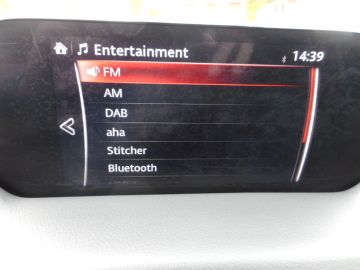 Entertainment 14:39
FM
AM
DAB
aha
Stitcher
Bluetooth